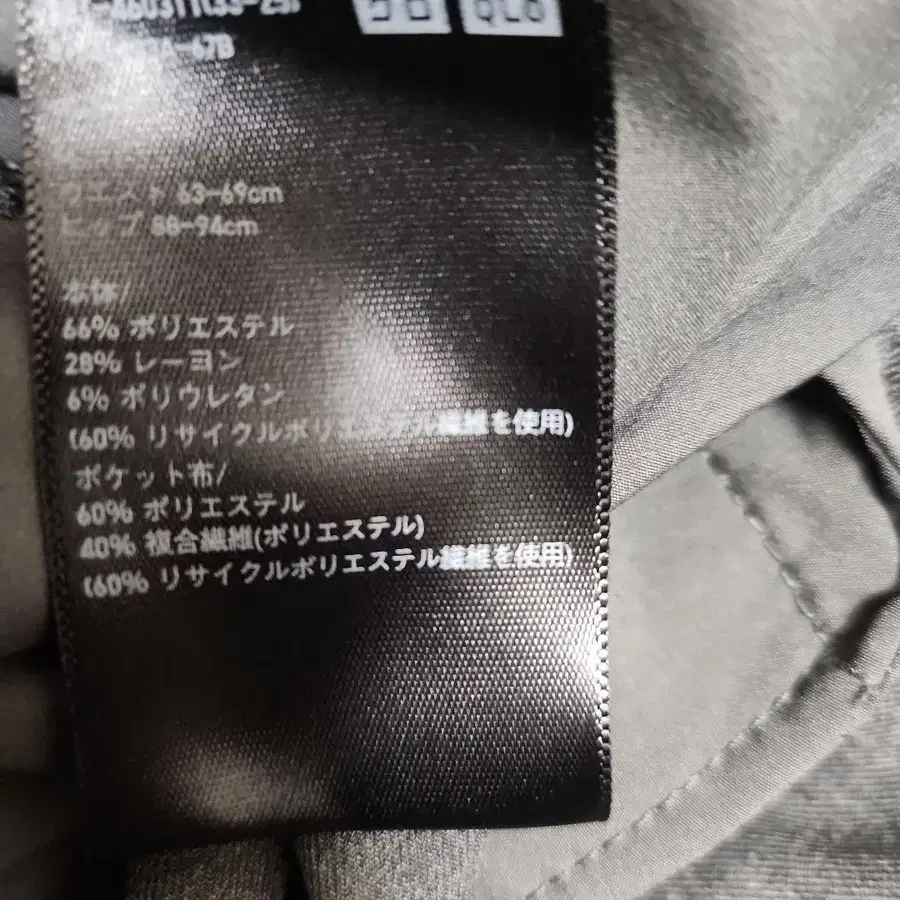 クロ QLO
ウエスト 63-69cm
ヒップ 88-94cm
本体/
66% ポリエステル
28% レーヨン
6% ポリウレタン
(60% リサイクルポリエステル繊維を使用)
ポケット布/
60% ポリエステル
40% 複合繊維(ポリエステル)
(60% リサイクルポリエステル繊維を使用)